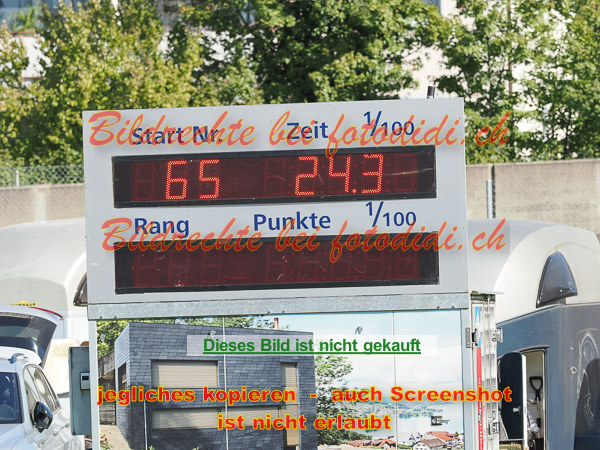 Bildrechte bei fotodidi.ch
Start Nr. Zeit 1/100
65 24.3
Bildrechte bei fotodidi.ch
Rang Punkte 1/100
Dieses Bild ist nicht gekauft
jegliches kopieren - auch Screenshot
ist nicht erlaubt